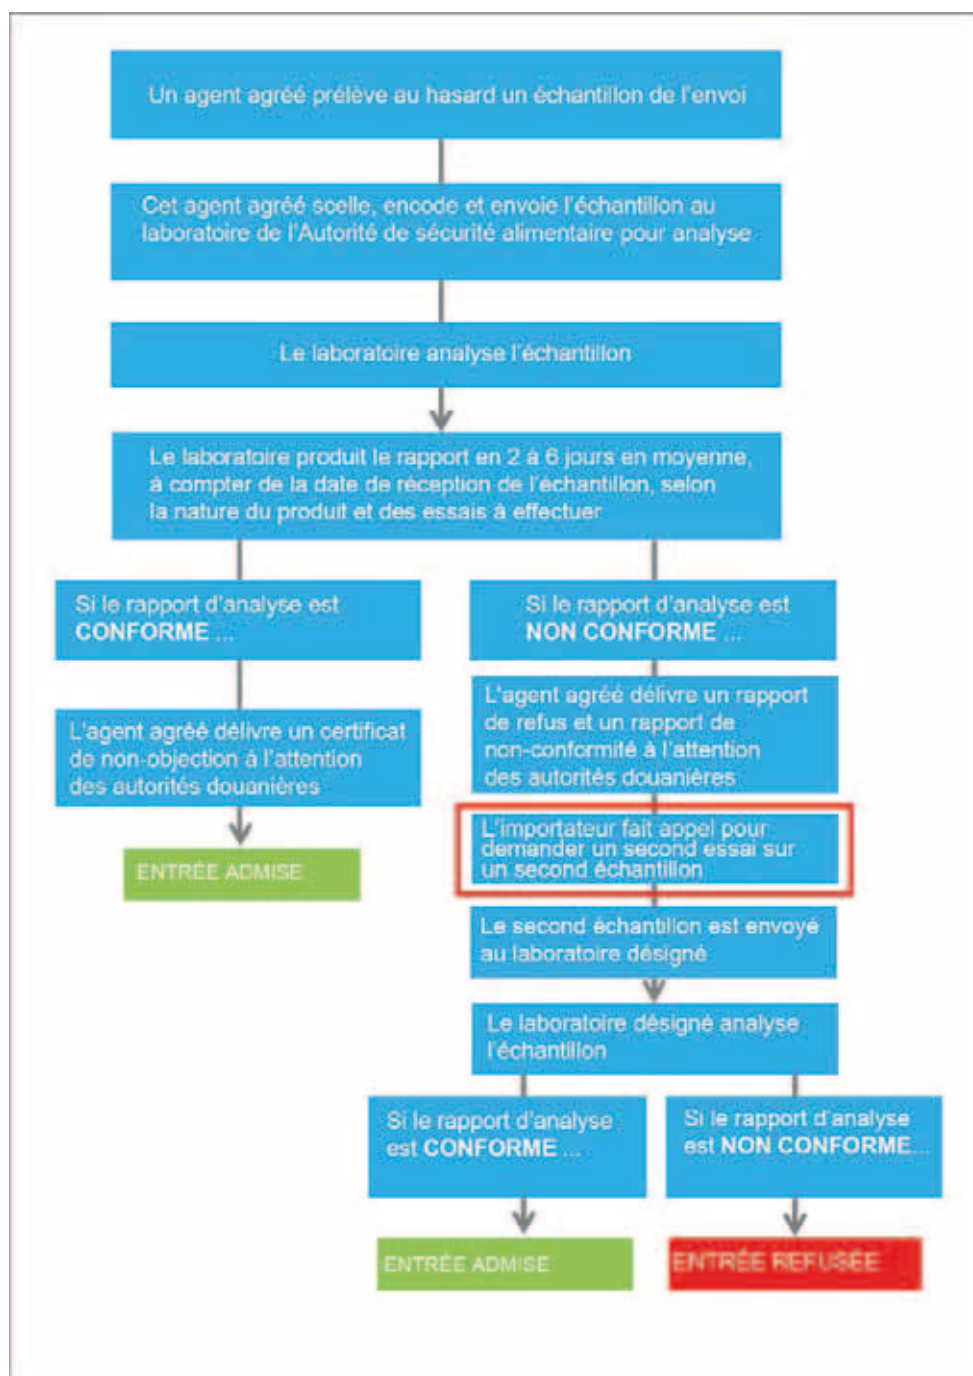 Un agent agréé prélève au hasard un échantillon de l'envoi
Cet agent agréé scelle, encode et envoie l'échantillon au
laboratoire de l'Autorité de sécurité alimentaire pour analyse
Le laboratoire analyse l'échantillon
Le laboratoire produit le rapport en 2 à 6 jours en moyenne,
à compter de la date de réception de l'échantillon, selon
la nature du produit et des essais à effectuer
Si le rapport d'analyse est
CONFORME ...
Si le rapport d'analyse est
NON CONFORME ...
L'agent agréé délivre un certificat
de non-objection à l'attention
des autorités douanières
L'agent agréé délivre un rapport
de refus et un rapport de
non-conformité à l'attention
des autorités douanières
ENTRÉE ADMISE
L'importateur fait appel pour
demander un second essai sur
un second échantillon
Le second échantillon est envoyé
au laboratoire désigné
Le laboratoire désigné analyse
l'échantillon
Si le rapport d'analyse
est CONFORME ...
Si le rapport d'analyse
est NON CONFORME...
ENTRÉE ADMISE
ENTRÉE REFUSÉE